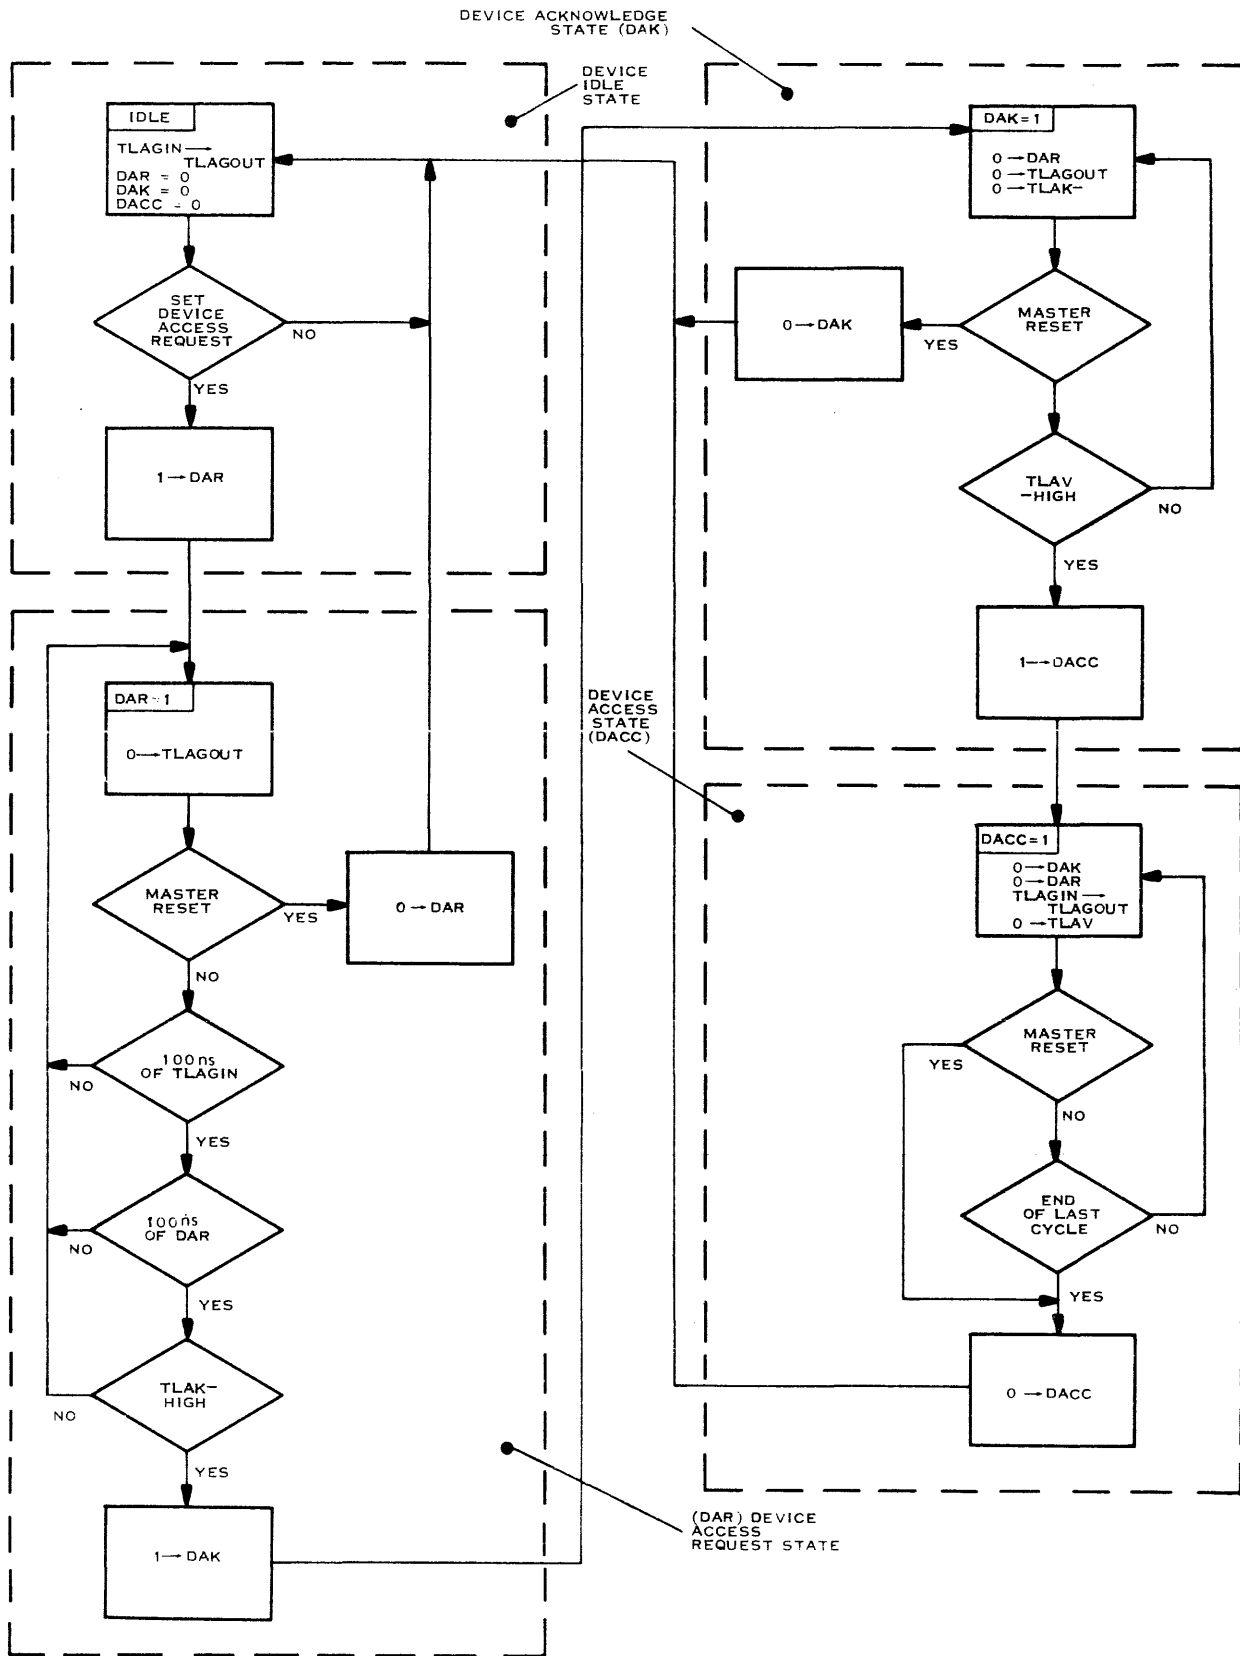 DEVICE ACKNOWLEDGE
STATE (DAK)
DEVICE
IDLE
STATE
IDLE
TLAGIN →
TLAGOUT
DAR = 0
DAK = 0
DACC = 0
SET
DEVICE
ACCESS
REQUEST
NO
YES
1 → DAR
DAR = 1
0 → TLAGOUT
MASTER
RESET
YES
0 → DAR
NO
100ns
OF TLAGIN
NO
YES
100ns
OF DAR
NO
YES
TLAK-
HIGH
NO
YES
1 → DAK
(DAR) DEVICE
ACCESS
REQUEST STATE
DAK = 1
0 → DAR
0 → TLAGOUT
0 → TLAK-
MASTER
RESET
YES
0 → DAK
TLAV
-HIGH
NO
YES
1 → DACC
DEVICE
ACCESS
STATE
(DACC)
DACC = 1
0 → DAK
0 → DAR
TLAGIN →
TLAGOUT
0 → TLAV
MASTER
RESET
YES
NO
END
OF LAST
CYCLE
NO
YES
0 → DACC